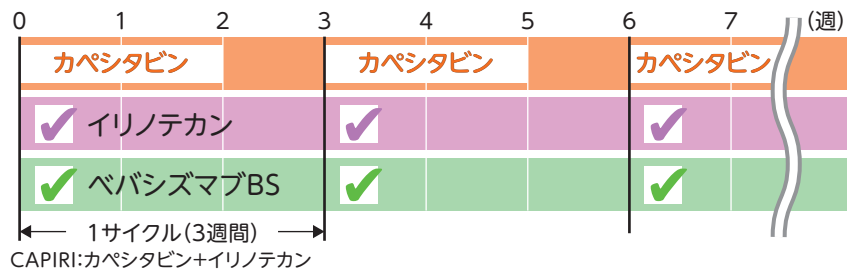 0 1 2 3 4 5 6 7 (週)
カペシタビン カペシタビン カペシタビン
イリノテカン
ベバシズマブBS
1サイクル(3週間)
CAPIRI:カペシタビン+イリノテカン